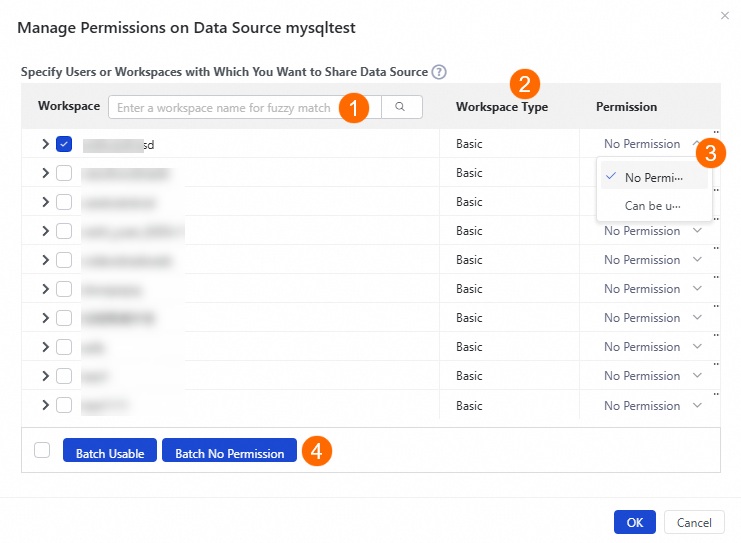 Manage Permissions on Data Source mysqltest
Specify Users or Workspaces with Which You Want to Share Data Source ?
Workspace Enter a workspace name for fuzzy match 1 2 Workspace Type Permission
sd Basic No Permission 3
Basic No Permi···
Basic Can be u···
Basic No Permission
Basic No Permission
Basic No Permission
Basic No Permission
Basic No Permission
Basic No Permission
Basic No Permission
Batch Usable Batch No Permission 4
OK Cancel